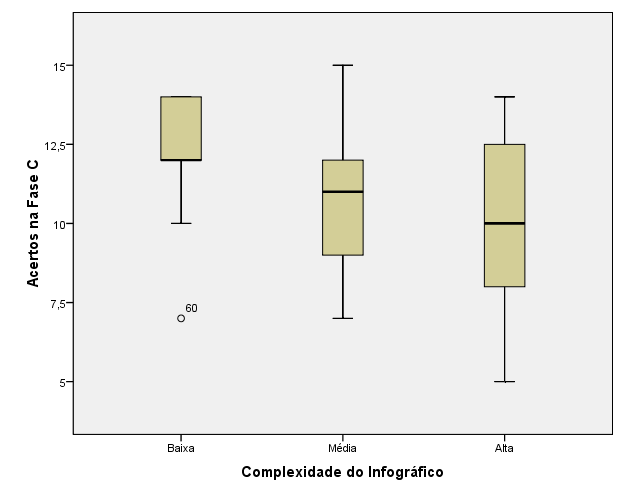 Acertos na Fase C
15
12,5
10
7,5
5
60
Baixa
Média
Alta
Complexidade do Infográfico